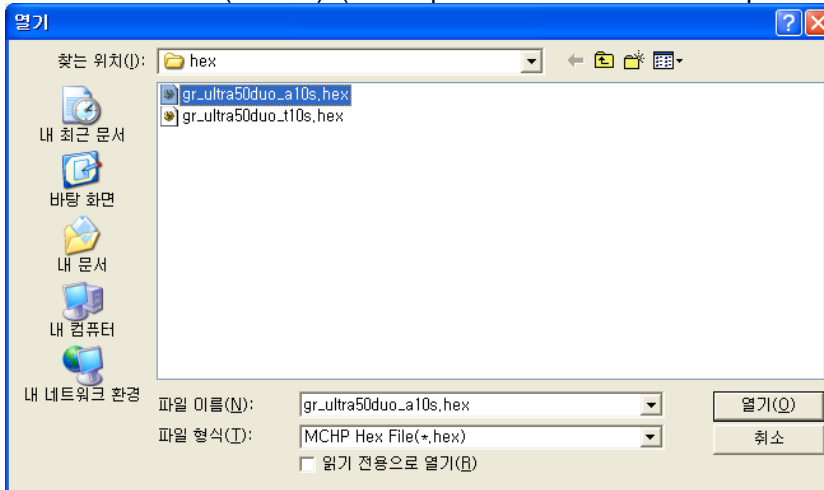 열기
찾는 위치(I):
hex
gr_ultra50duo_a10s.hex
gr_ultra50duo_t10s.hex
내 최근 문서
바탕 화면
내 문서
내 컴퓨터
내 네트워크 환경
파일 이름(N):
gr_ultra50duo_a10s.hex
열기(O)
파일 형식(T):
MCHP Hex File(*.hex)
취소
읽기 전용으로 열기(R)